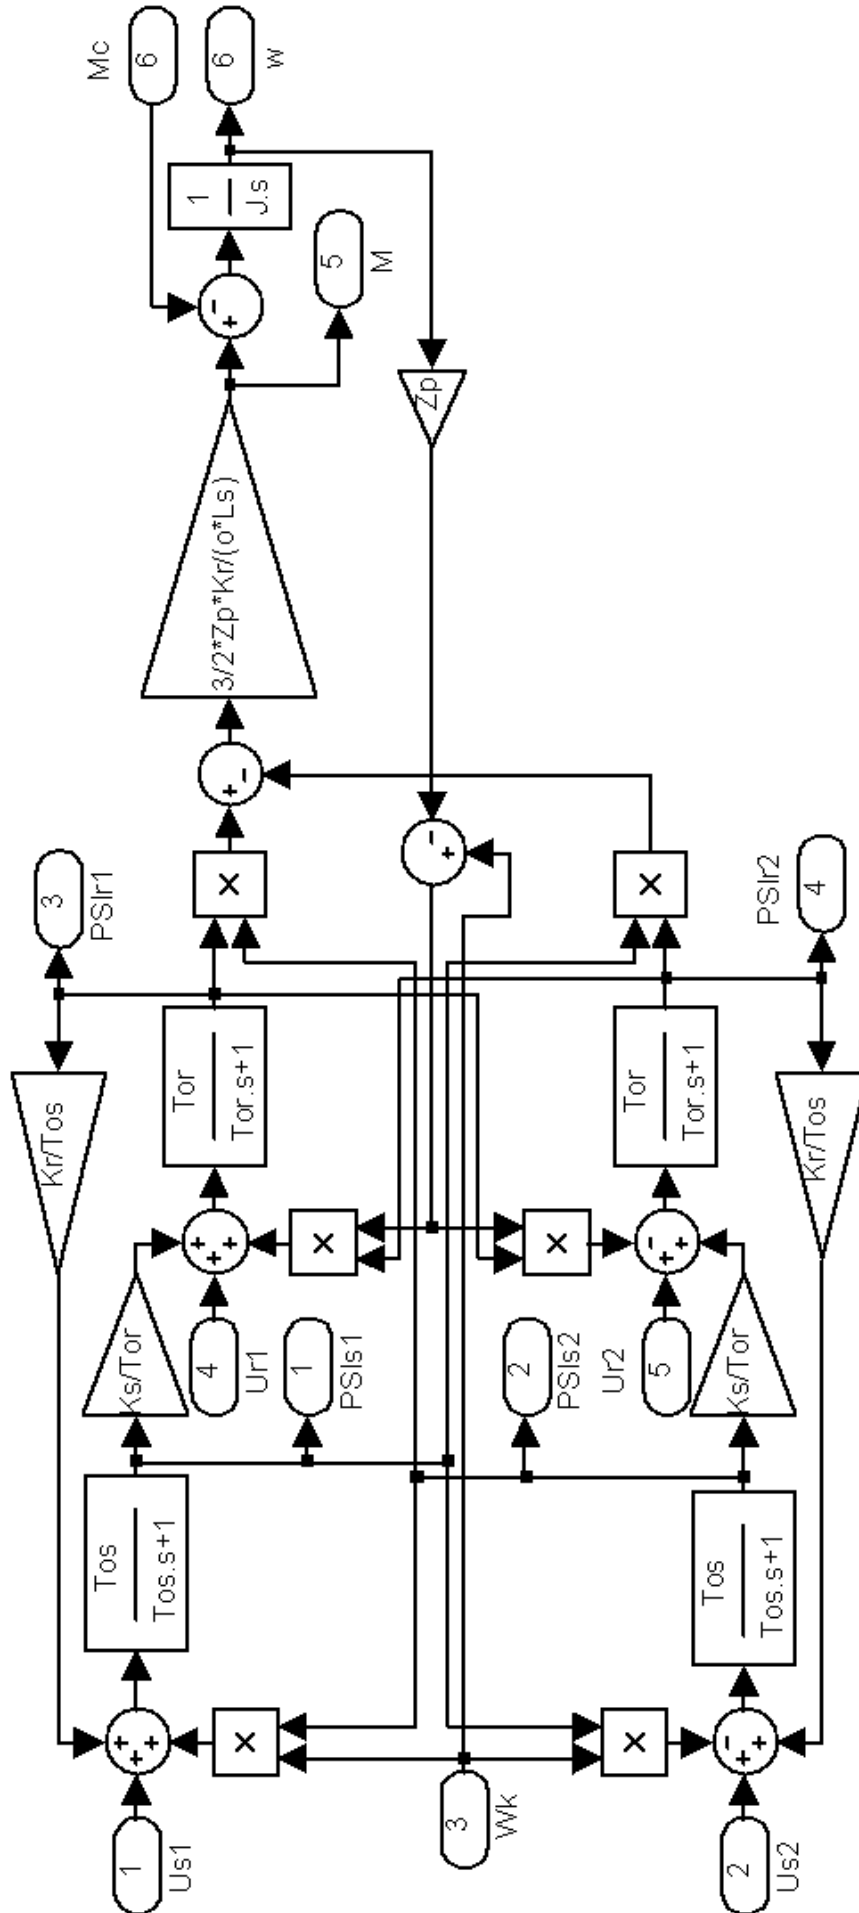 Kr/Tos
3
PSIr1
Mc
6
1
Us1
+
+
+
Tos
Tos.s+1
Ks/Tor
4
Ur1
+
+
+
Tor
Tor.s+1
×
+
-
3/2*Zp*Kr/(o*Ls)
+
-
1
J.s
6
w
×
1
PSIs1
×
5
M
3
Wk
-
+
Zp
×
2
PSIs2
×
×
Ur2
5
-
+
+
Tor
Tor.s+1
2
Us2
-
+
+
Tos
Tos.s+1
Ks/Tor
Kr/Tos
PSIr2
4